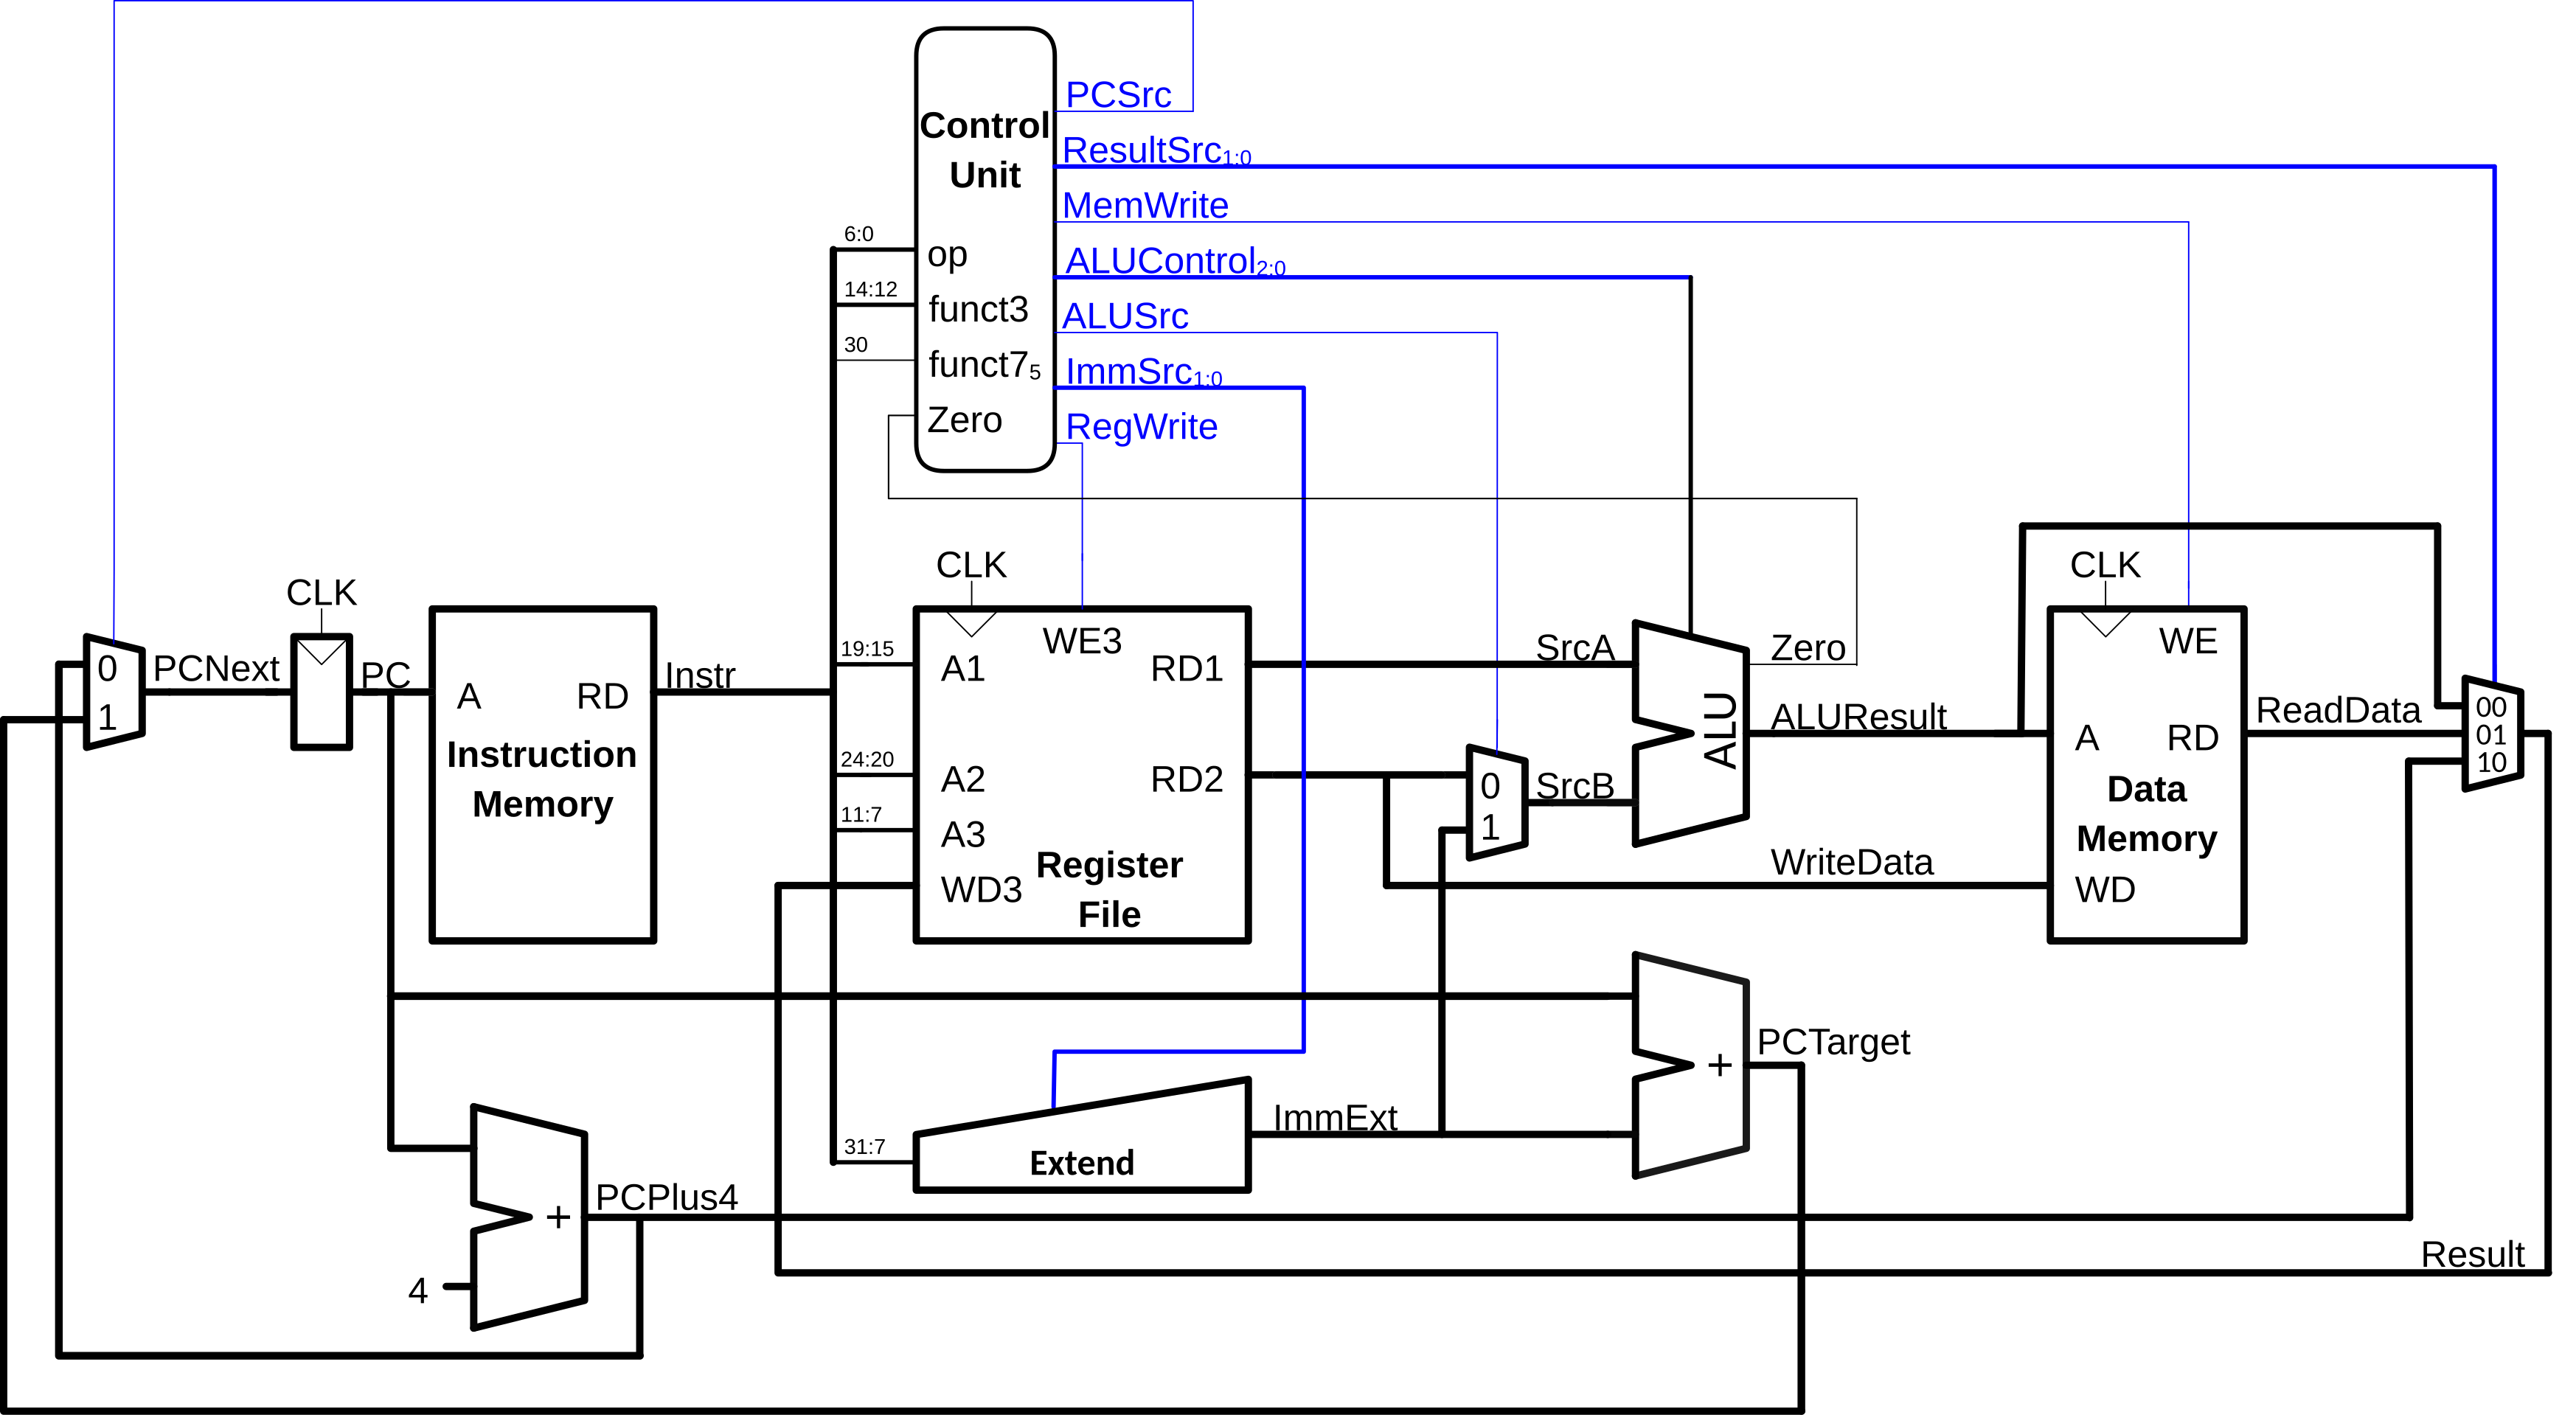 PCSrc
Control
Unit
ResultSrc1:0
MemWrite
6:0
op
ALUControl2:0
14:12
funct3
ALUSrc
30
funct75
ImmSrc1:0
Zero
RegWrite
CLK
CLK
CLK
0
1
PCNext
PC
A
RD
Instruction
Memory
Instr
19:15
A1
WE3
RD1
24:20
A2
RD2
11:7
A3
WD3
Register
File
SrcA
0
1
SrcB
ALU
Zero
ALUResult
WriteData
WE
A
RD
Data
Memory
WD
ReadData
00
01
10
+
PCTarget
31:7
Extend
ImmExt
+
PCPlus4
4
Result